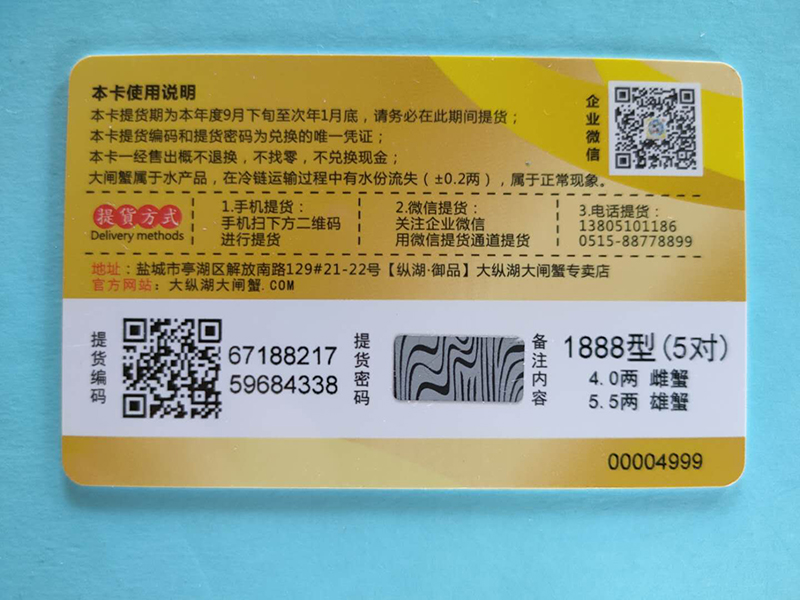 本卡使用说明
本卡提货期为本年度9月下旬至次年1月底，请务必在此期间提货；
本卡提货编码和提货密码为兑换的唯一凭证；
本卡一经售出概不退换，不找零，不兑换现金；
大闸蟹属于水产品，在冷链运输过程中有水份流失（±0.2两），属于正常现象。
企业微信
提货方式
Delivery methods
1.手机提货：
手机扫下方二维码
进行提货
2.微信提货：
关注企业微信
用微信提货通道提货
3.电话提货：
13805101186
0515-88778899
地址：盐城市亭湖区解放南路129#21-22号【纵湖·御品】大纵湖大闸蟹专卖店
官方网站：大纵湖大闸蟹.COM
提货编码
67188217
59684338
提货密码
备注内容
1888型(5对)
4.0两 雌蟹
5.5两 雄蟹
00004999